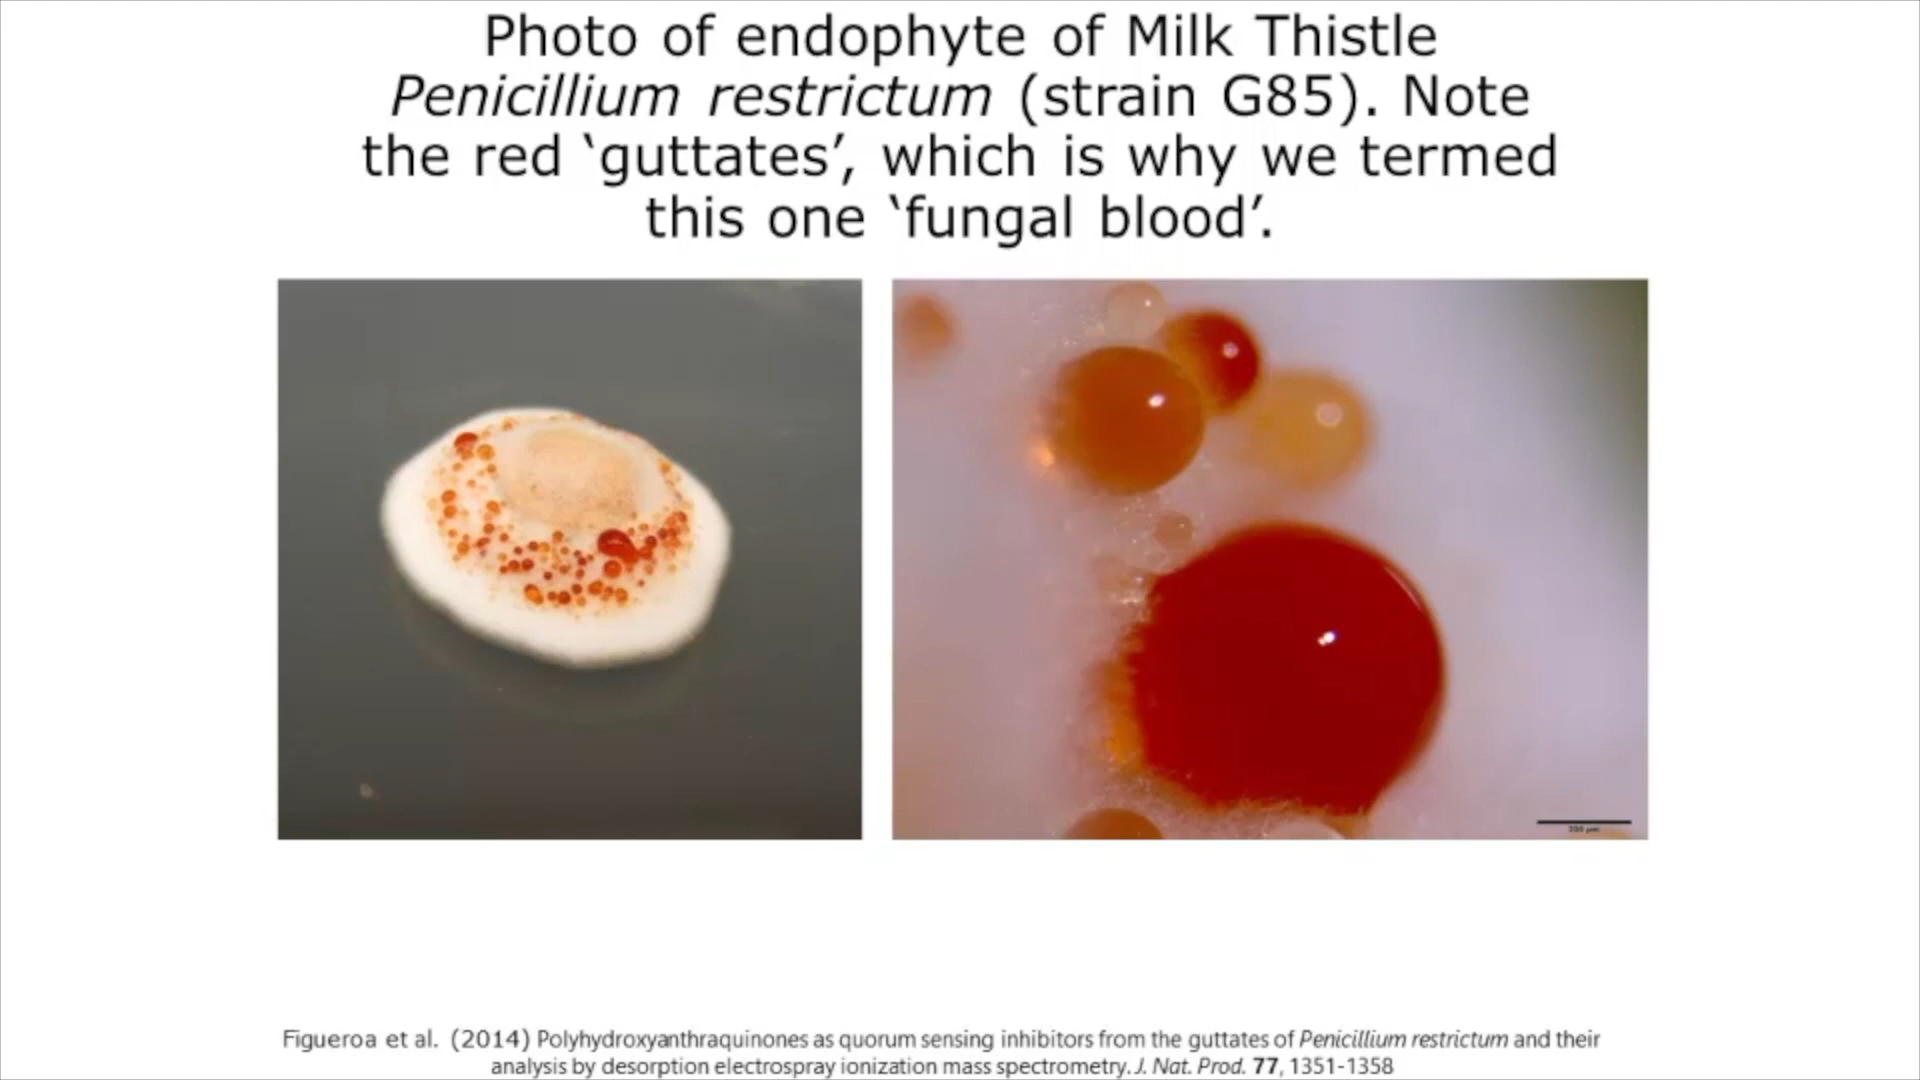 Photo of endophyte of Milk Thistle
Penicillium restrictum (strain G85). Note
the red ‘guttates’, which is why we termed
this one ‘fungal blood’.
200 µm
Figueroa et al. (2014) Polyhydroxyanthraquinones as quorum sensing inhibitors from the guttates of Penicillium restrictum and their
analysis by desorption electrospray ionization mass spectrometry. J. Nat. Prod. 77, 1351-1358